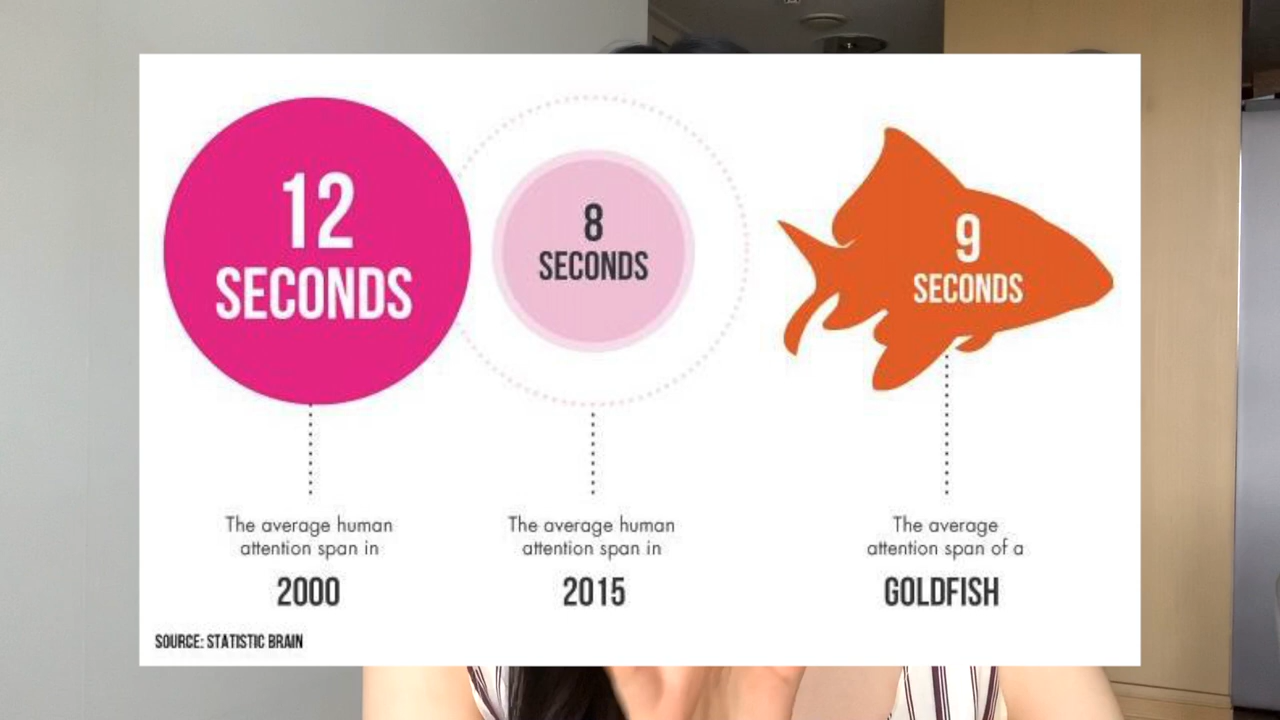 12
SECONDS
8
SECONDS
9
SECONDS
The average human
attention span in
2000
The average human
attention span in
2015
The average
attention span of a
GOLDFISH
SOURCE: STATISTIC BRAIN